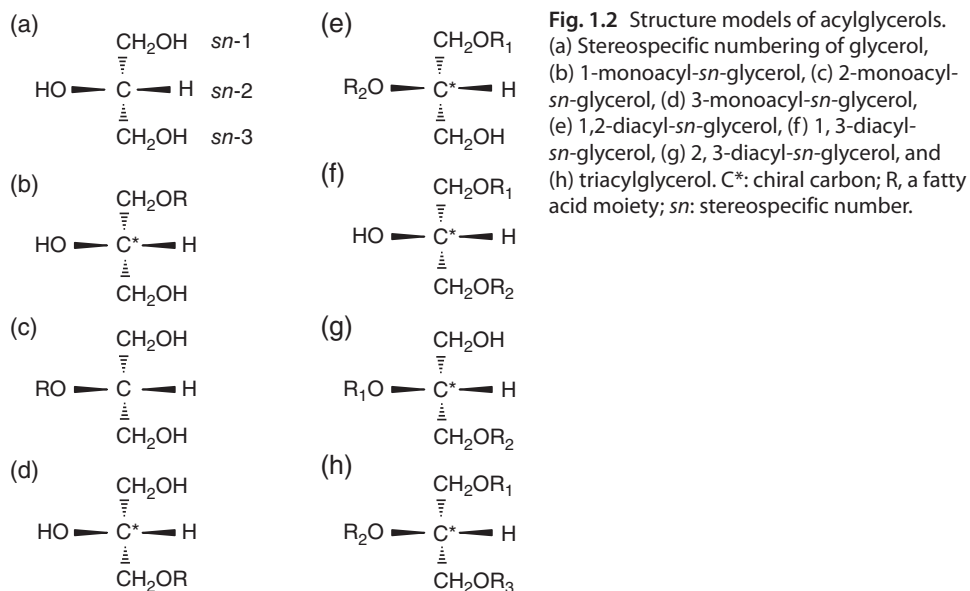 (a)
CH₂OH sn-1
HO C H sn-2
CH₂OH sn-3
(b)
CH₂OR
HO C* H
CH₂OH
(c)
CH₂OH
RO C H
CH₂OH
(d)
CH₂OH
HO C* H
CH₂OR
(e)
CH₂OR₁
R₂O C* H
CH₂OH
(f)
CH₂OR₁
HO C* H
CH₂OR₂
(g)
CH₂OH
R₁O C* H
CH₂OR₂
(h)
CH₂OR₁
R₂O C* H
CH₂OR₃
Fig. 1.2 Structure models of acylglycerols.
(a) Stereospecific numbering of glycerol,
(b) 1-monoacyl-sn-glycerol, (c) 2-monoacyl-
sn-glycerol, (d) 3-monoacyl-sn-glycerol,
(e) 1,2-diacyl-sn-glycerol, (f) 1, 3-diacyl-
sn-glycerol, (g) 2, 3-diacyl-sn-glycerol, and
(h) triacylglycerol. C*: chiral carbon; R, a fatty
acid moiety; sn: stereospecific number.